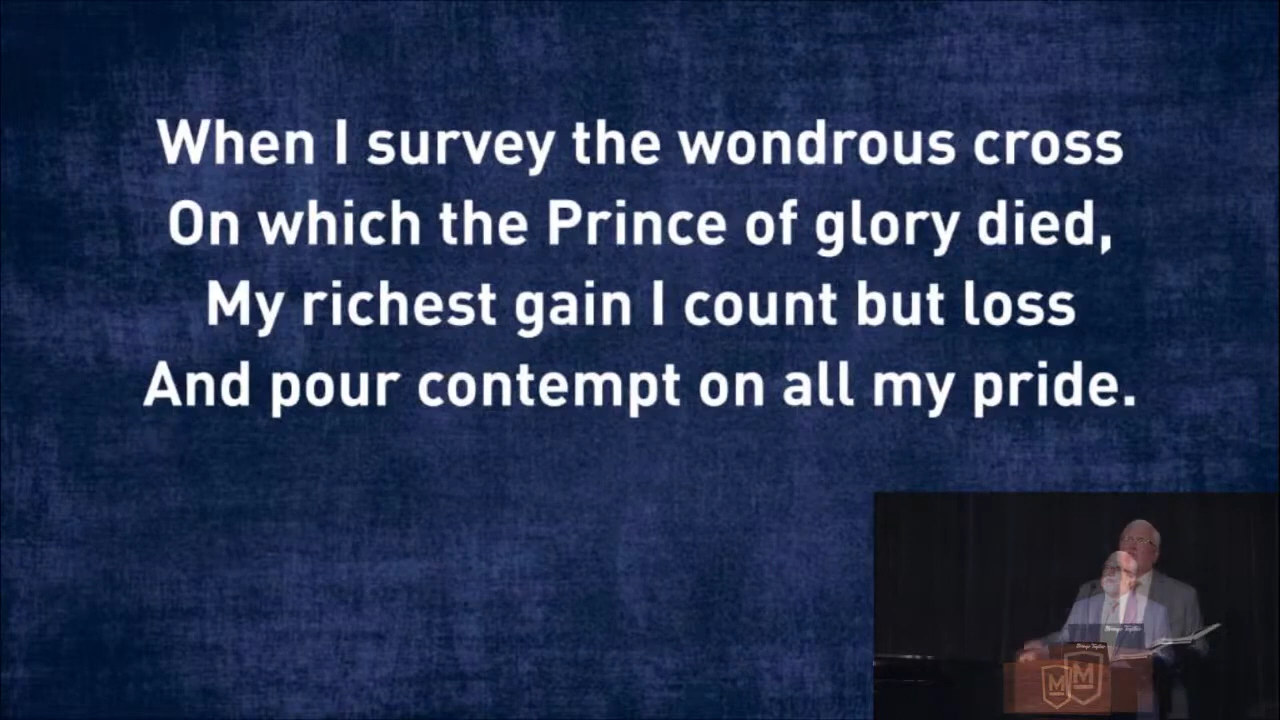 When I survey the wondrous cross
On which the Prince of glory died,
My richest gain I count but loss
And pour contempt on all my pride.
M
M